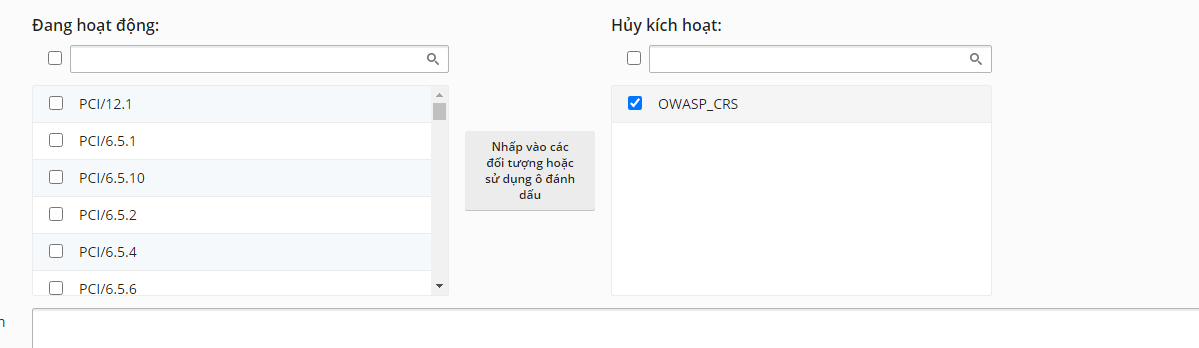 Đang hoạt động:
Hủy kích hoạt:
PCI/12.1
PCI/6.5.1
PCI/6.5.10
PCI/6.5.2
PCI/6.5.4
PCI/6.5.6
Nhấp vào các
đối tượng hoặc
sử dụng ô đánh
dấu
OWASP_CRS